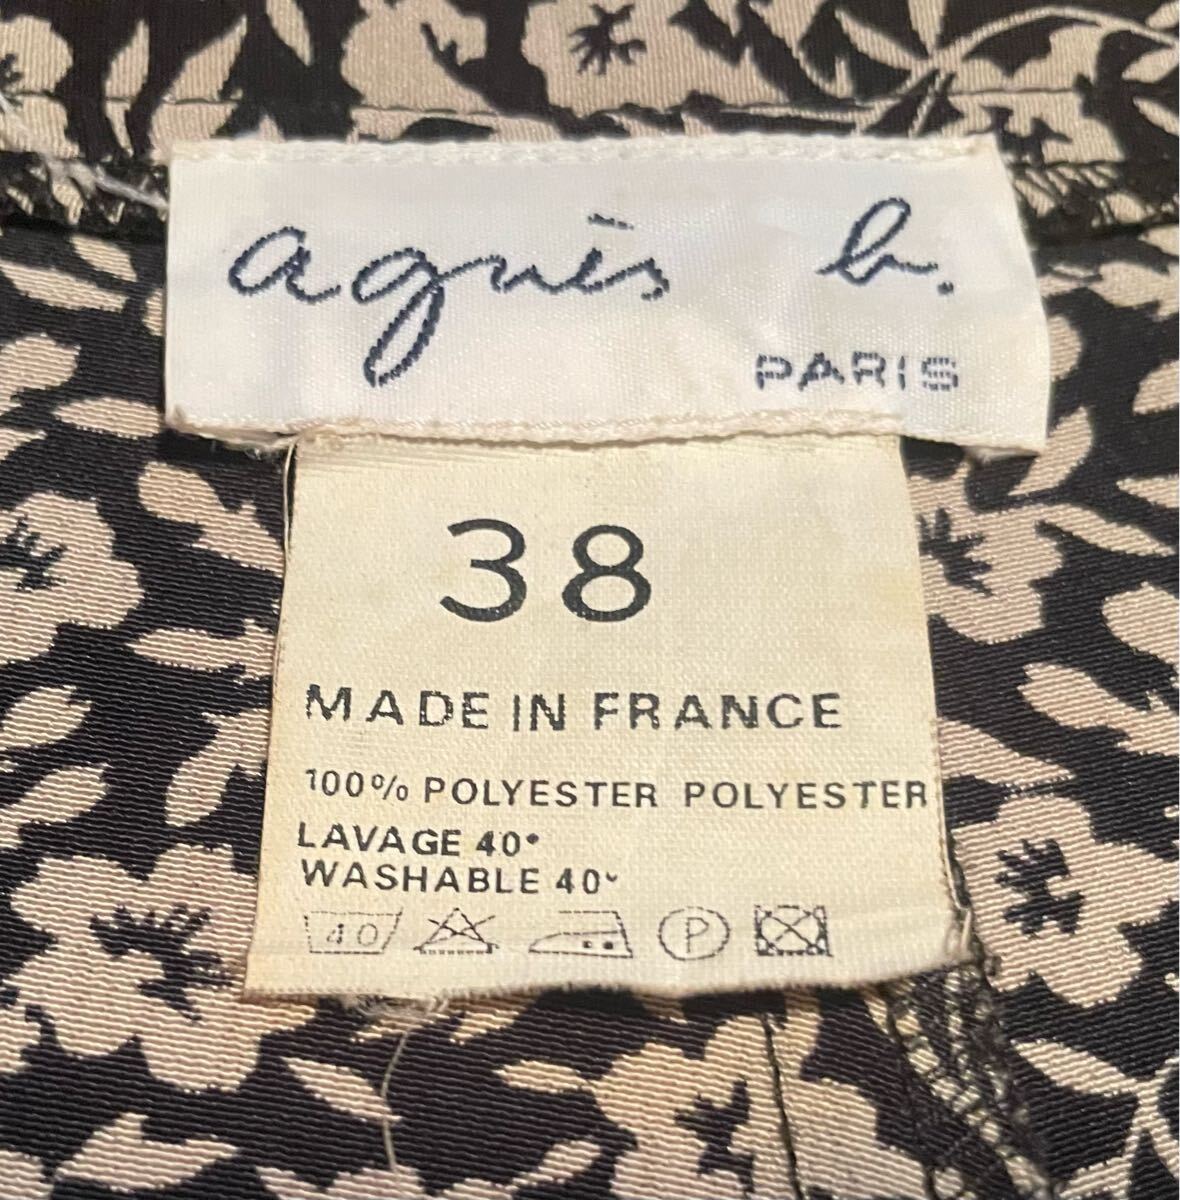 agnès b.
PARIS
38
MADE IN FRANCE
100% POLYESTER POLYESTER
LAVAGE 40°
WASHABLE 40°
40 P